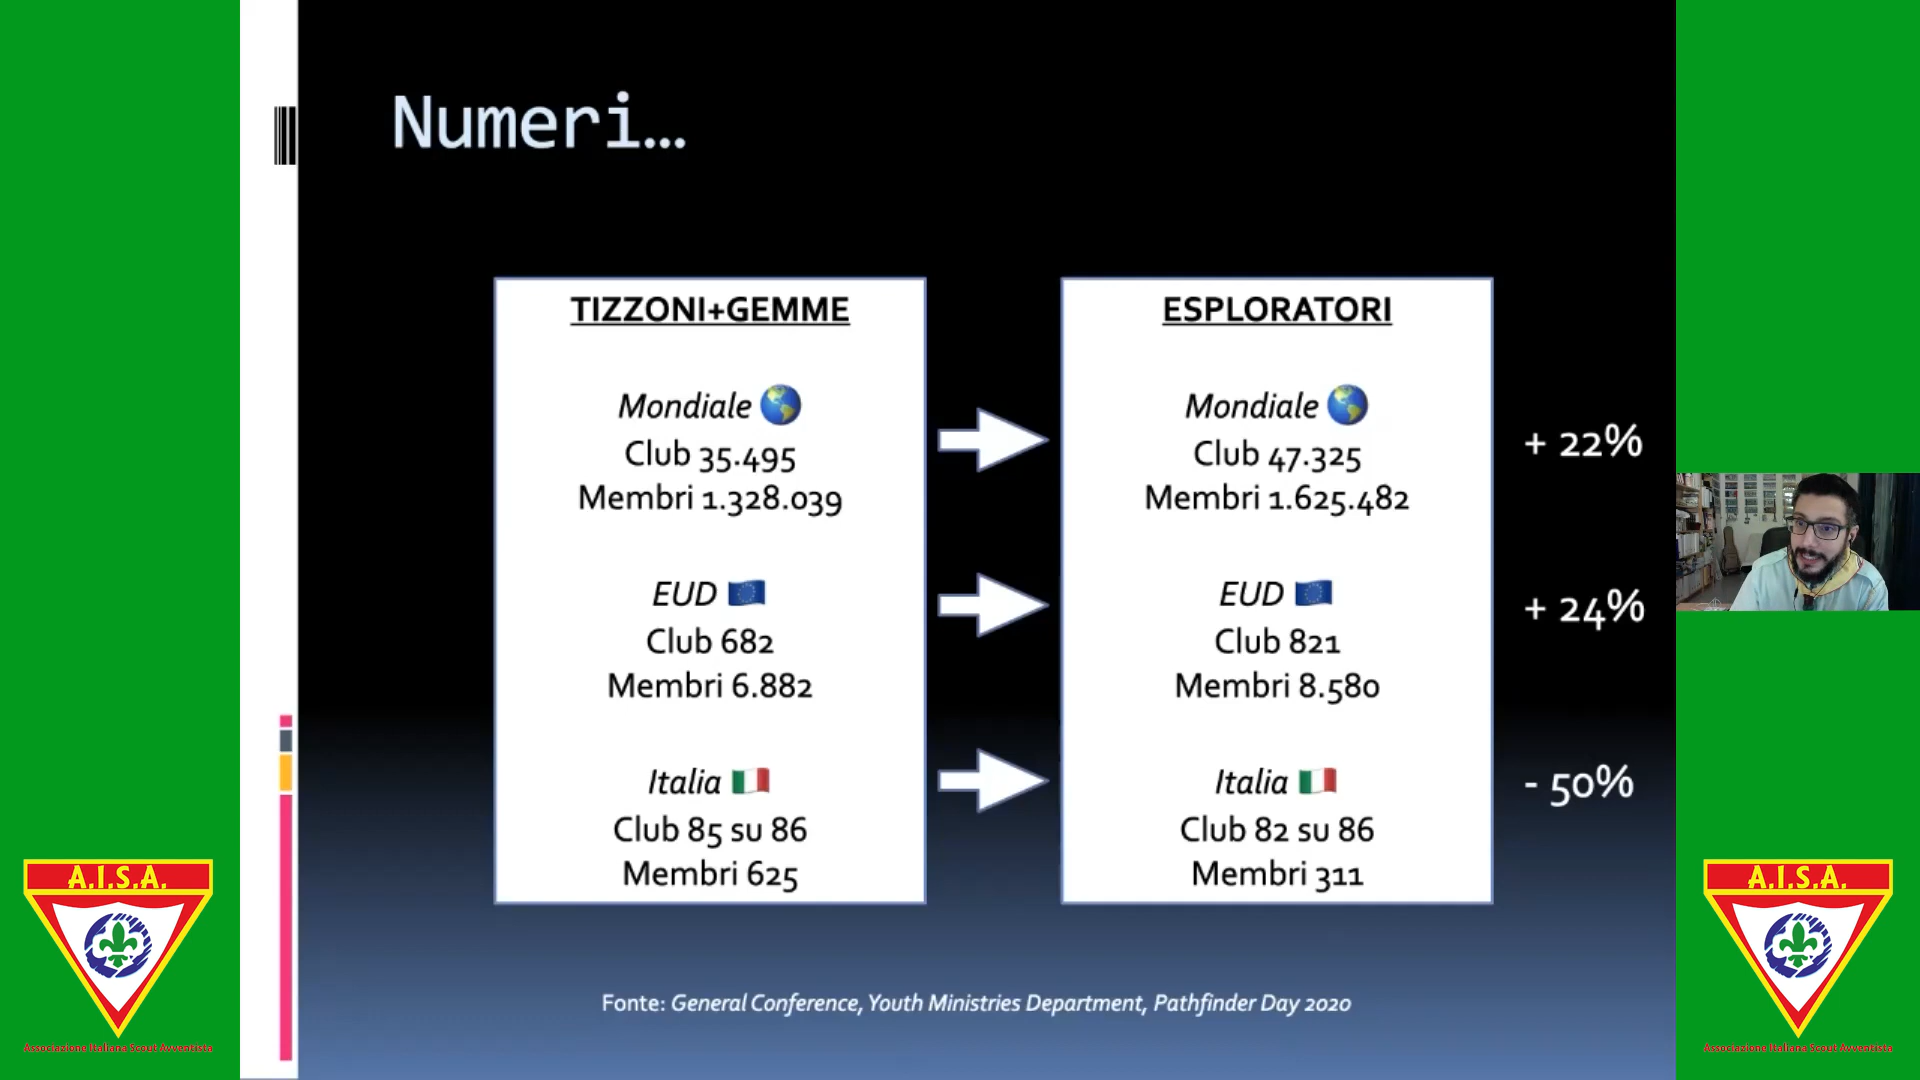 Numeri…
TIZZONI+GEMME
Mondiale
Club 35.495
Membri 1.328.039
EUD
Club 682
Membri 6.882
Italia
Club 85 su 86
Membri 625
ESPLORATORI
Mondiale
Club 47.325
Membri 1.625.482
EUD
Club 821
Membri 8.580
Italia
Club 82 su 86
Membri 311
+ 22%
+ 24%
- 50%
Fonte: General Conference, Youth Ministries Department, Pathfinder Day 2020
A.I.S.A.
Associazione Italiana Scout Avventista
A.I.S.A.
Associazione Italiana Scout Avventista